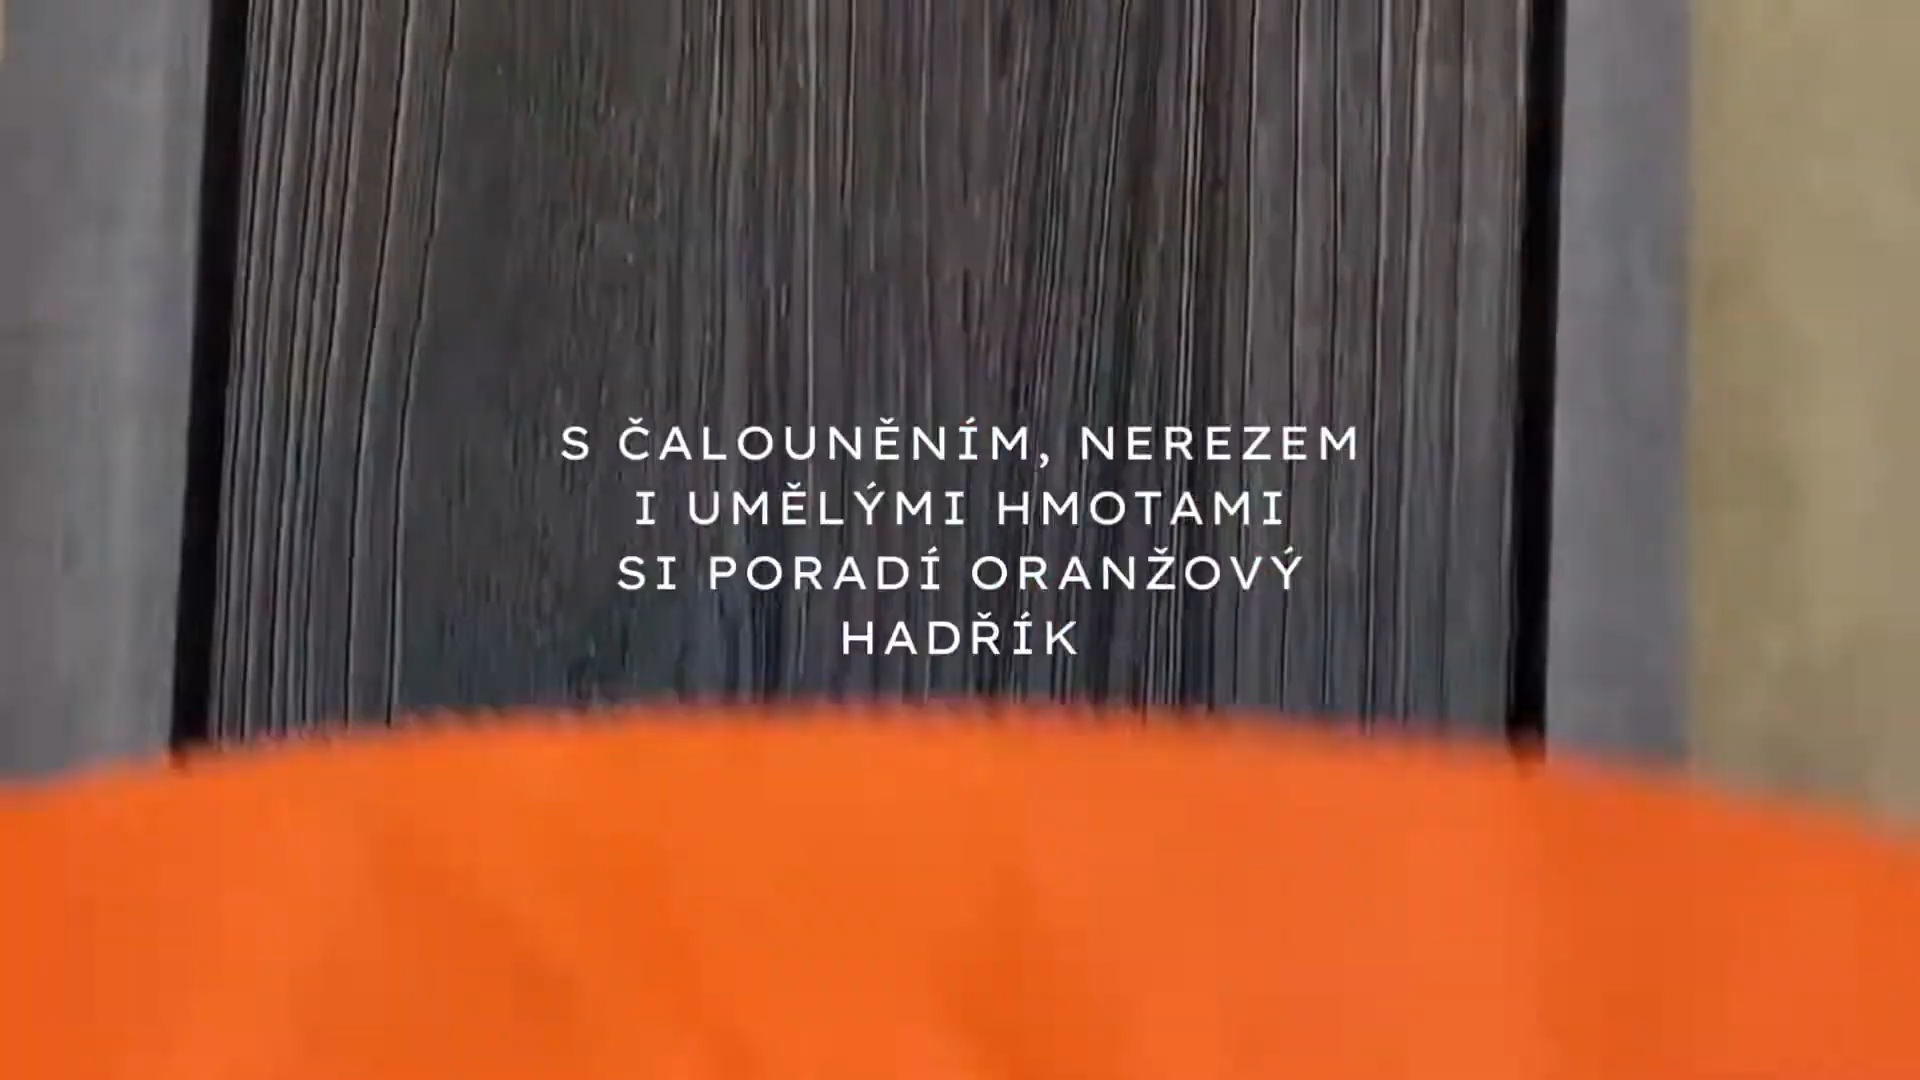 S ČALOUNĚNÍM, NEREZEM
I UMĚLÝMI HMOTAMI
SI PORADÍ ORANŽOVÝ
HADŘÍK